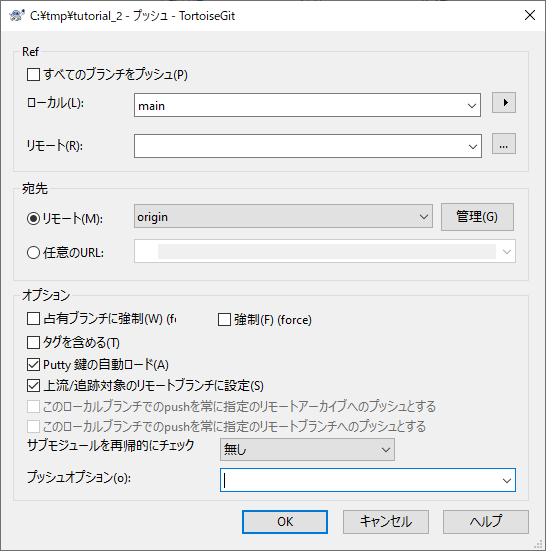 C:¥tmp¥tutorial_2 - プッシュ - TortoiseGit
Ref
すべてのブランチをプッシュ(P)
ローカル(L):
main
リモート(R):
...
宛先
リモート(M):
origin
管理(G)
任意のURL:
オプション
占有ブランチに強制(W) (fo
強制(F) (force)
タグを含める(T)
Putty 鍵の自動ロード(A)
上流/追跡対象のリモートブランチに設定(S)
このローカルブランチでのpushを常に指定のリモートアーカイブへのプッシュとする
このローカルブランチでのpushを常に指定のリモートブランチへのプッシュとする
サブモジュールを再帰的にチェック
無し
プッシュオプション(o):
OK
キャンセル
ヘルプ